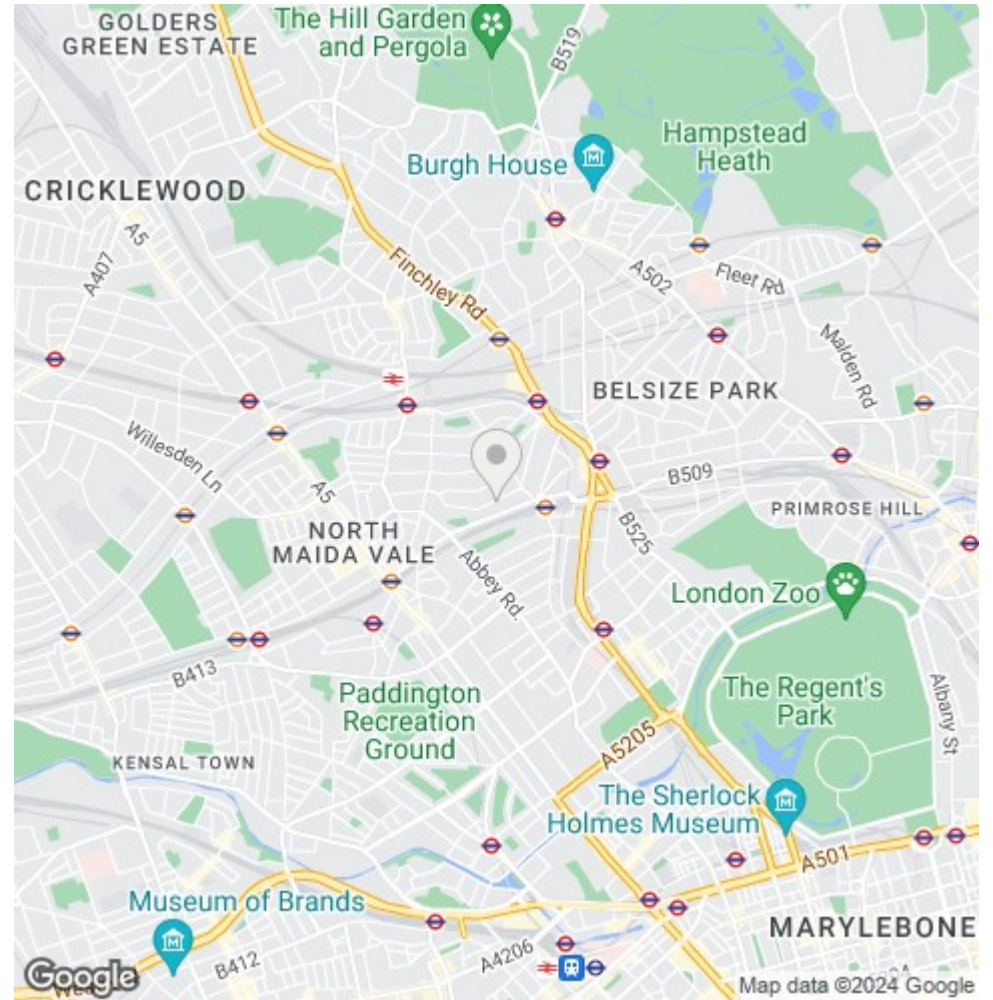 GOLDERS
GREEN ESTATE
The Hill Garden
and Pergola
B519
Hampstead
Heath
Burgh House
CRICKLEWOOD
A5
A407
Finchley Rd
A502
Fleet Rd
Malden Rd
BELSIZE PARK
Willesden Ln
A5
B509
PRIMROSE HILL
NORTH
MAIDA VALE
B525
Abbey Rd.
London Zoo
B413
Paddington
Recreation
Ground
The Regent's
Park
Albany St
KENSAL TOWN
A5205
The Sherlock
Holmes Museum
A501
Museum of Brands
MARYLEBONE
A4206
B412
Google
Map data ©2024 Google